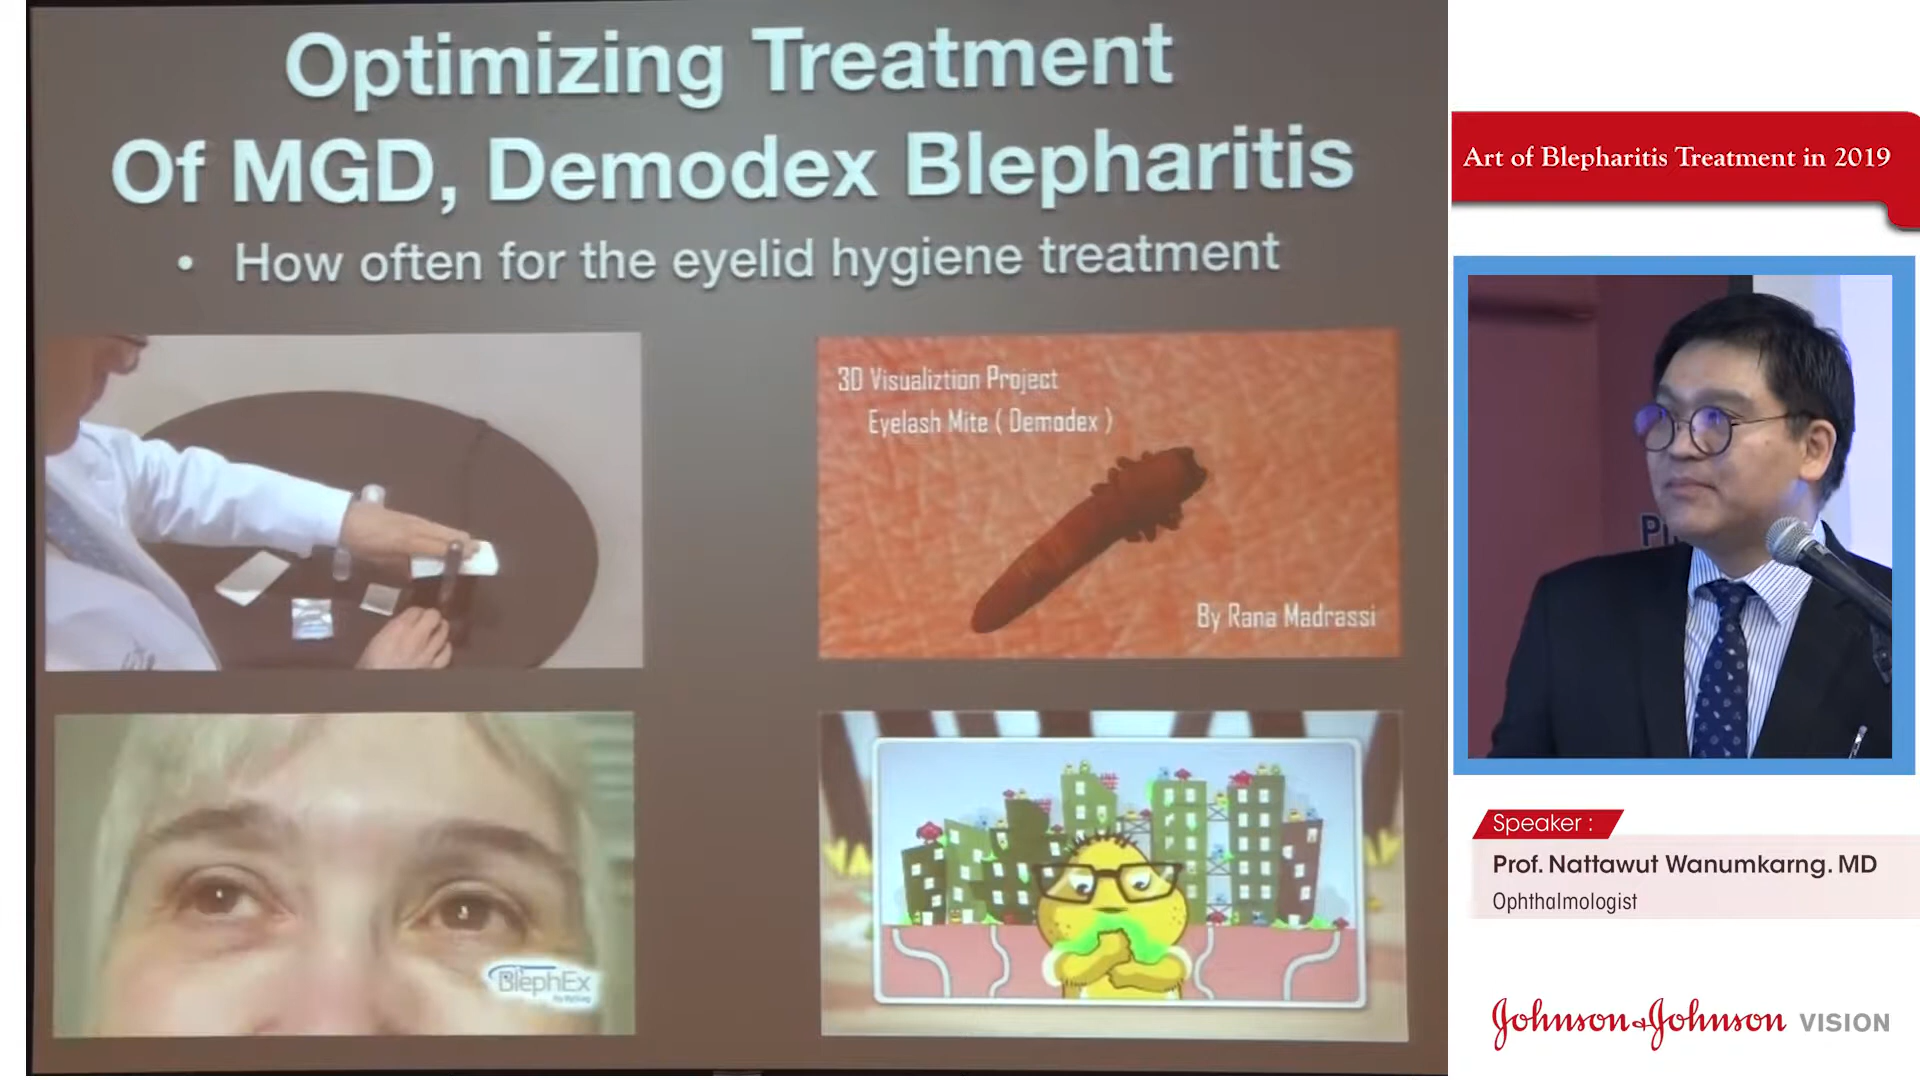 Optimizing Treatment
Of MGD, Demodex Blepharitis
• How often for the eyelid hygiene treatment
3D Visualiztion Project
Eyelash Mite ( Demodex )
By Rana Madrassi
BlephEx
Art of Blepharitis Treatment in 2019
Speaker :
Prof. Nattawut Wanumkarng. MD
Ophthalmologist
Johnson & Johnson VISION